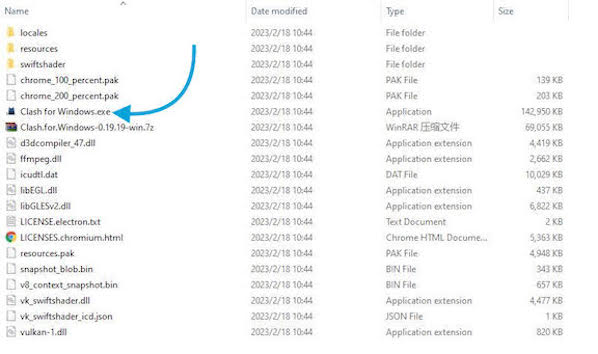 Name Date modified Type Size
locales 2023/2/18 10:44 File folder
resources 2023/2/18 10:44 File folder
swiftshader 2023/2/18 10:44 File folder
chrome_100_percent.pak 2023/2/18 10:44 PAK File 139 KB
chrome_200_percent.pak 2023/2/18 10:44 PAK File 203 KB
Clash for Windows.exe 2023/2/18 10:44 Application 142,950 KB
Clash.for.Windows-0.19.19-win.7z 2023/2/18 10:44 WinRAR 压缩文件 69,055 KB
d3dcompiler_47.dll 2023/2/18 10:44 Application extension 4,419 KB
ffmpeg.dll 2023/2/18 10:44 Application extension 2,662 KB
icudtl.dat 2023/2/18 10:44 DAT File 10,029 KB
libEGL.dll 2023/2/18 10:44 Application extension 437 KB
libGLESv2.dll 2023/2/18 10:44 Application extension 6,822 KB
LICENSE.electron.txt 2023/2/18 10:44 Text Document 2 KB
LICENSES.chromium.html 2023/2/18 10:44 Chrome HTML Docume... 5,363 KB
resources.pak 2023/2/18 10:44 PAK File 4,948 KB
snapshot_blob.bin 2023/2/18 10:44 BIN File 343 KB
v8_context_snapshot.bin 2023/2/18 10:44 BIN File 657 KB
vk_swiftshader.dll 2023/2/18 10:44 Application extension 4,477 KB
vk_swiftshader_icd.json 2023/2/18 10:44 JSON File 1 KB
vulkan-1.dll 2023/2/18 10:44 Application extension 820 KB